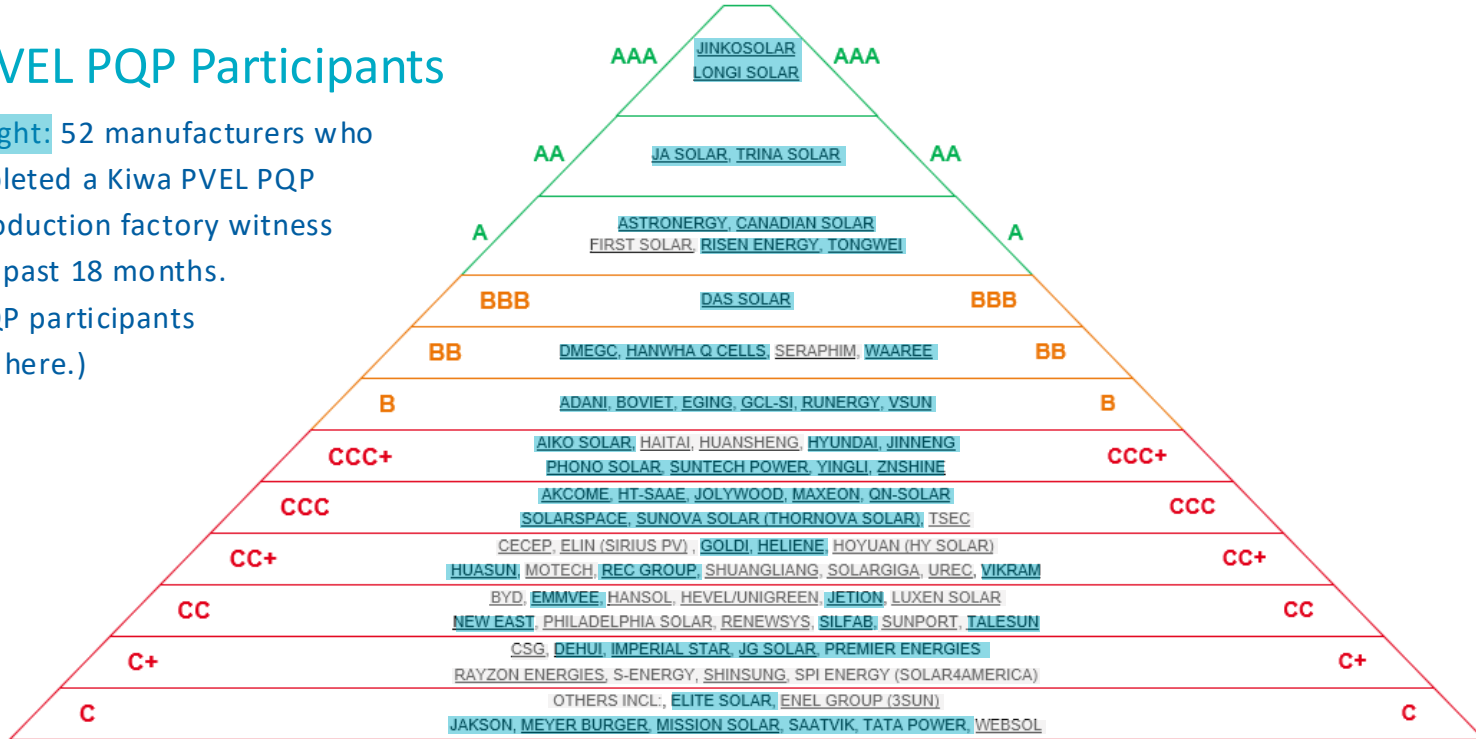 VEL PQP Participants
ght: 52 manufacturers who
pleted a Kiwa PVEL PQP
oduction factory witness
past 18 months.
QP participants
here.)
AAA JINKOSOLAR AAA
LONGI SOLAR
AA JA SOLAR, TRINA SOLAR AA
ASTRONERGY, CANADIAN SOLAR
A FIRST SOLAR, RISEN ENERGY, TONGWEI A
BBB DAS SOLAR BBB
BB DMEGC, HANWHA Q CELLS, SERAPHIM, WAAREE BB
B ADANI, BOVIET, EGING, GCL-SI, RUNERGY, VSUN B
CCC+ AIKO SOLAR, HAITAI, HUANSHENG, HYUNDAI, JINNENG CCC+
PHONO SOLAR, SUNTECH POWER, YINGLI, ZNSHINE
CCC AKCOME, HT-SAAE, JOLYWOOD, MAXEON, QN-SOLAR CCC
SOLARSPACE, SUNOVA SOLAR (THORNOVA SOLAR), TSEC
CC+ CECEP, ELIN (SIRIUS PV) , GOLDI, HELIENE, HOYUAN (HY SOLAR) CC+
HUASUN, MOTECH, REC GROUP, SHUANGLIANG, SOLARGIGA, UREC, VIKRAM
CC BYD, EMMVEE, HANSOL, HEVEL/UNIGREEN, JETION, LUXEN SOLAR CC
NEW EAST, PHILADELPHIA SOLAR, RENEWSYS, SILFAB, SUNPORT, TALESUN
C+ CSG, DEHUI, IMPERIAL STAR, JG SOLAR, PREMIER ENERGIES C+
RAYZON ENERGIES, S-ENERGY, SHINSUNG, SPI ENERGY (SOLAR4AMERICA)
C OTHERS INCL:, ELITE SOLAR, ENEL GROUP (3SUN) C
JAKSON, MEYER BURGER, MISSION SOLAR, SAATVIK, TATA POWER, WEBSOL